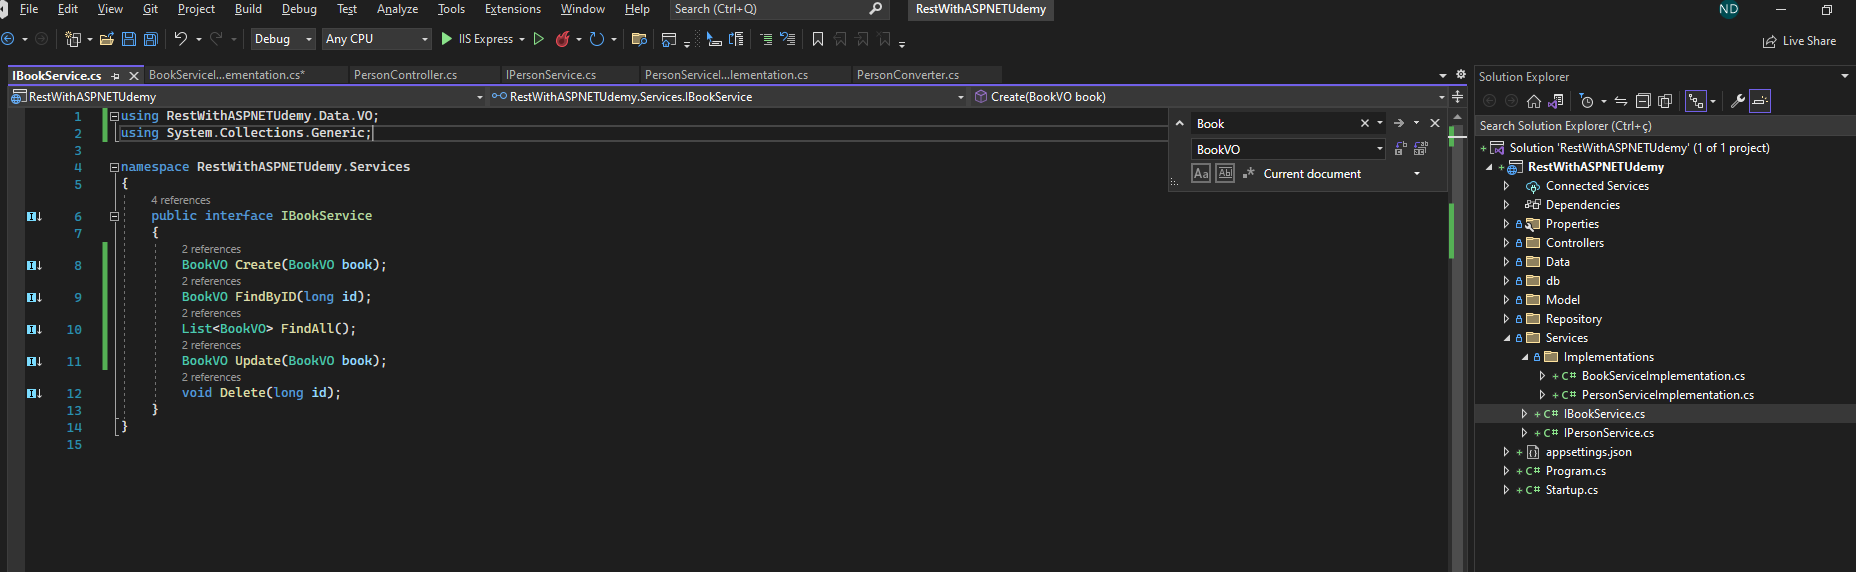 File Edit View Git Project Build Debug Test Analyze Tools Extensions Window Help Search (Ctrl+Q) RestWithASPNETUdemy ND
Debug Any CPU IIS Express Live Share
IBookService.cs BookServiceI...ementation.cs* PersonController.cs IPersonService.cs PersonServiceI...lementation.cs PersonConverter.cs
RestWithASPNETUdemy RestWithASPNETUdemy.Services.IBookService Create(BookVO book)
1 using RestWithASPNETUdemy.Data.VO;
2 using System.Collections.Generic;
3
4 namespace RestWithASPNETUdemy.Services
5 {
4 references
6 public interface IBookService
7 {
2 references
8 BookVO Create(BookVO book);
2 references
9 BookVO FindByID(long id);
2 references
10 List<BookVO> FindAll();
2 references
11 BookVO Update(BookVO book);
2 references
12 void Delete(long id);
13 }
14 }
15
Book
BookVO
Aa Abl Current document
Solution Explorer
Search Solution Explorer (Ctrl+ç)
Solution 'RestWithASPNETUdemy' (1 of 1 project)
RestWithASPNETUdemy
Connected Services
Dependencies
Properties
Controllers
Data
db
Model
Repository
Services
Implementations
C# BookServiceImplementation.cs
C# PersonServiceImplementation.cs
C# IBookService.cs
C# IPersonService.cs
appsettings.json
C# Program.cs
C# Startup.cs